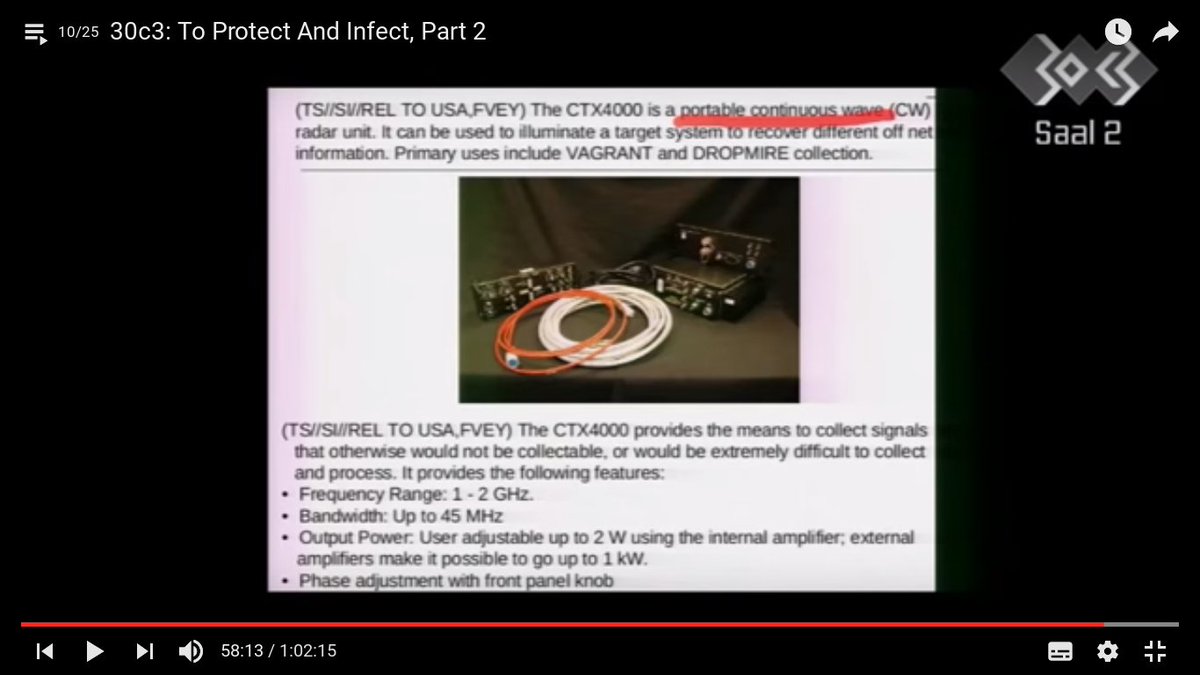 10/25 30c3: To Protect And Infect, Part 2
Saal 2
(TS//SI//REL TO USA,FVEY) The CTX4000 is a portable continuous wave (CW)
radar unit. It can be used to illuminate a target system to recover different off net
information. Primary uses include VAGRANT and DROPMIRE collection.
(TS//SI//REL TO USA,FVEY) The CTX4000 provides the means to collect signals
that otherwise would not be collectable, or would be extremely difficult to collect
and process. It provides the following features:
• Frequency Range: 1 - 2 GHz.
• Bandwidth: Up to 45 MHz
• Output Power: User adjustable up to 2 W using the internal amplifier; external
amplifiers make it possible to go up to 1 kW.
• Phase adjustment with front panel knob
58:13 / 1:02:15